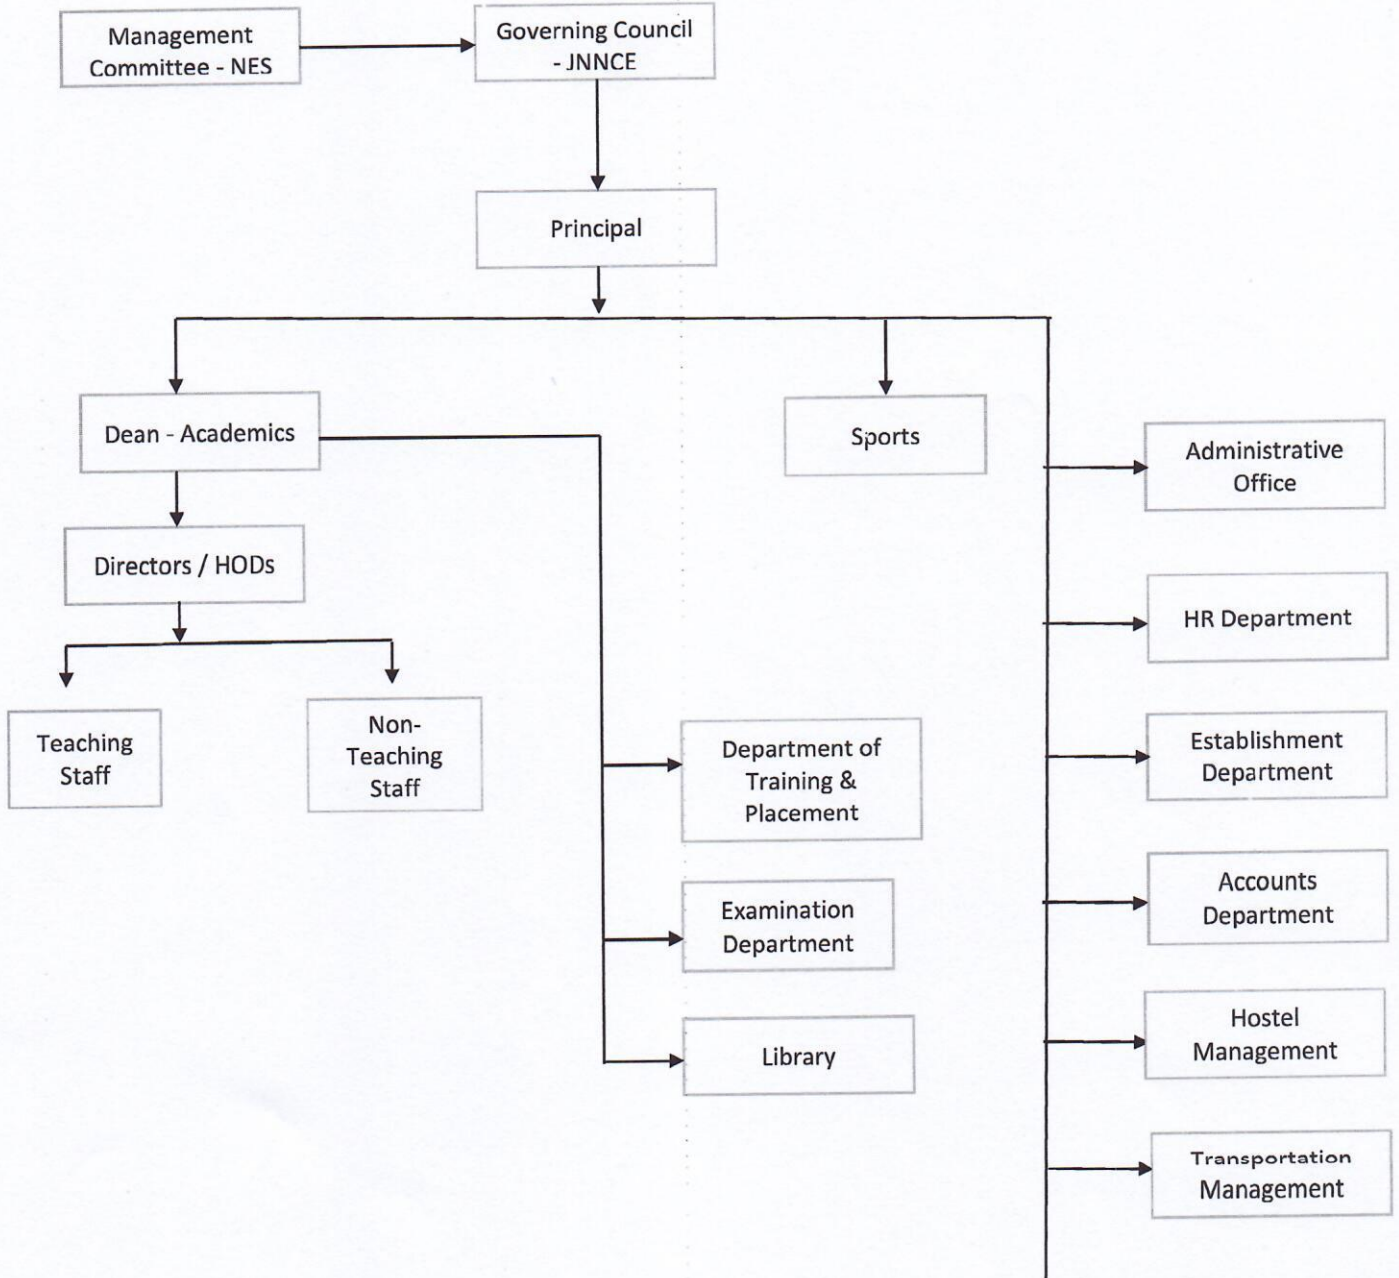 Management
Committee - NES
Governing Council
- JNNCE
Principal
Dean - Academics
Sports
Administrative
Office
Directors / HODs
HR Department
Teaching
Staff
Non-
Teaching
Staff
Department of
Training &
Placement
Establishment
Department
Examination
Department
Accounts
Department
Library
Hostel
Management
Transportation
Management